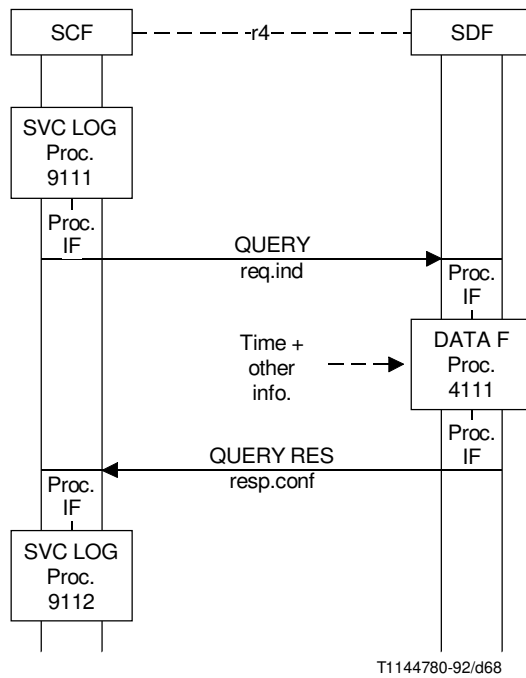 SCF
r4
SDF
SVC LOG
Proc.
9111
Proc.
IF
QUERY
req.ind
Proc.
IF
Time +
other
info.
DATA F
Proc.
4111
Proc.
IF
QUERY RES
resp.conf
Proc.
IF
SVC LOG
Proc.
9112
T1144780-92/d68